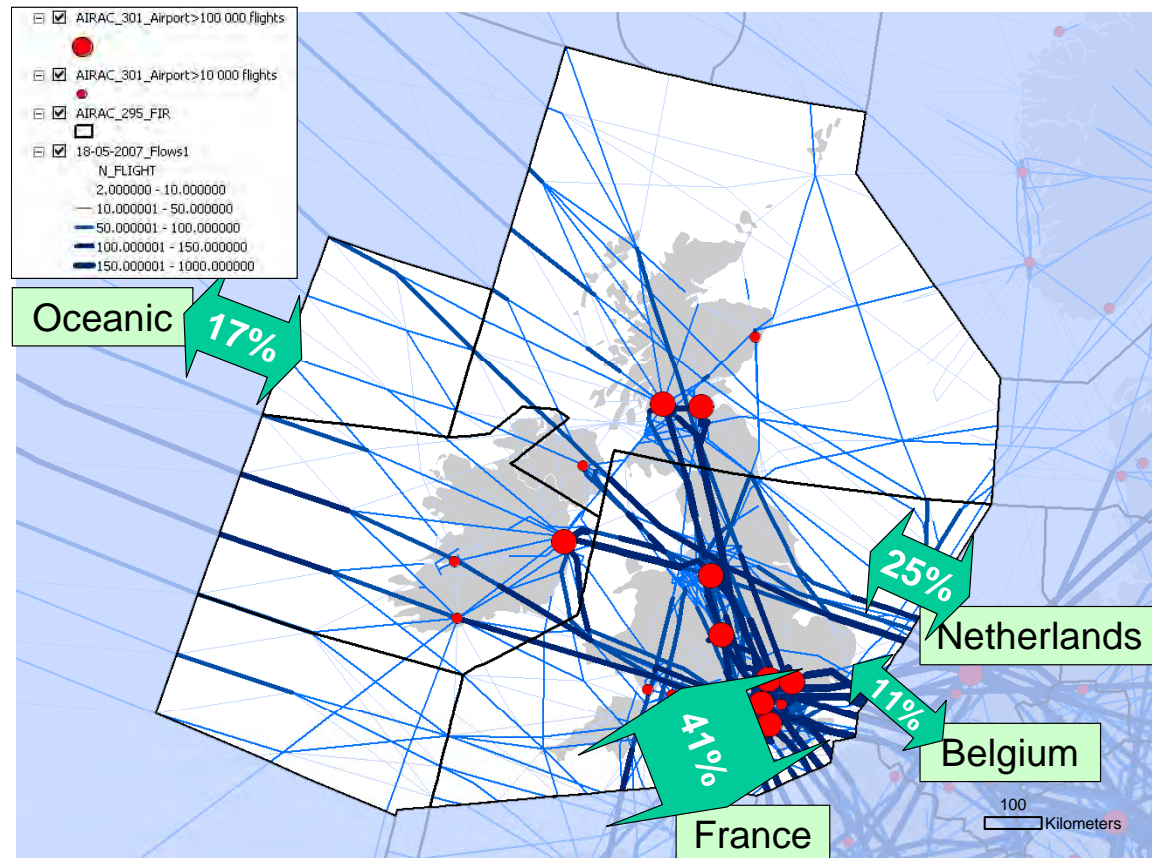 AIRAC_301_Airport>100 000 flights
AIRAC_301_Airport>10 000 flights
AIRAC_295_FIR
18-05-2007_Flows1
N_FLIGHT
2.000000 - 10.000000
10.000001 - 50.000000
50.000001 - 100.000000
100.000001 - 150.000000
150.000001 - 1000.000000
Oceanic
17%
25%
Netherlands
11%
Belgium
41%
France
100
Kilometers